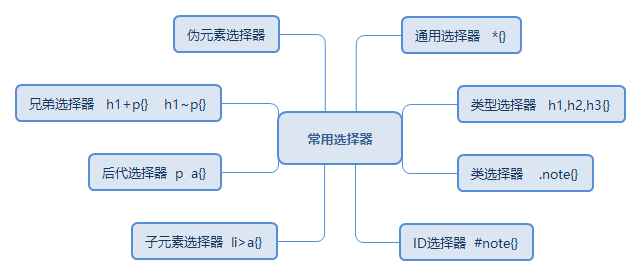 伪元素选择器
通用选择器 *{}
兄弟选择器 h1+p{} h1~p{}
类型选择器 h1,h2,h3{}
常用选择器
后代选择器 p a{}
类选择器 .note{}
子元素选择器 li>a{}
ID选择器 #note{}